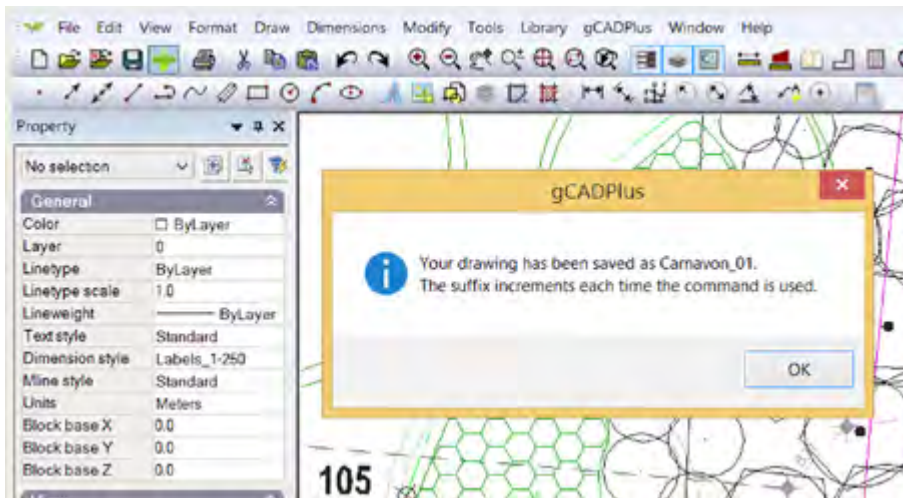 File Edit View Format Draw Dimensions Modify Tools Library gCADPlus Window Help
Property
No selection
General
Color ByLayer
Layer 0
Linetype ByLayer
Linetype scale 1.0
Lineweight ByLayer
Text style Standard
Dimension style Labels_1-250
Mline style Standard
Units Meters
Block base X 0.0
Block base Y 0.0
Block base Z 0.0
gCADPlus
Your drawing has been saved as Carnavon_01.
The suffix increments each time the command is used.
OK
105